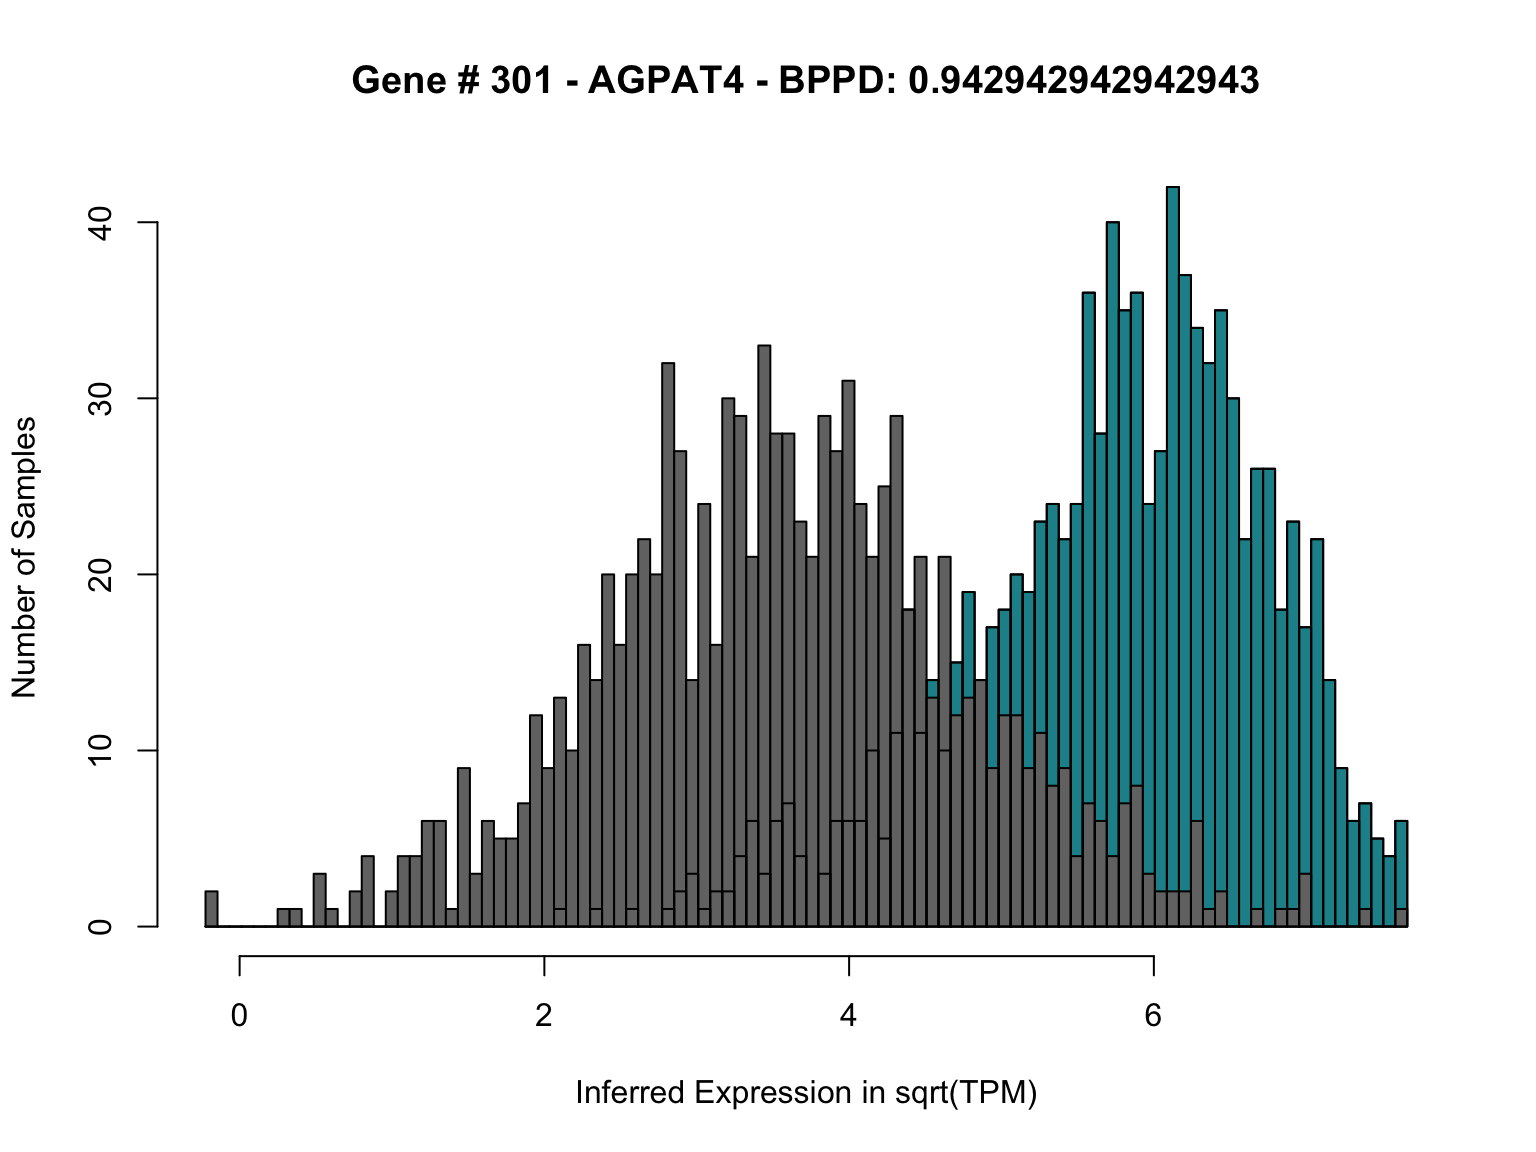 Gene # 301 - AGPAT4 - BPPD: 0.942942942942943
40
30
20
10
0
Number of Samples
0 2 4 6
Inferred Expression in sqrt(TPM)